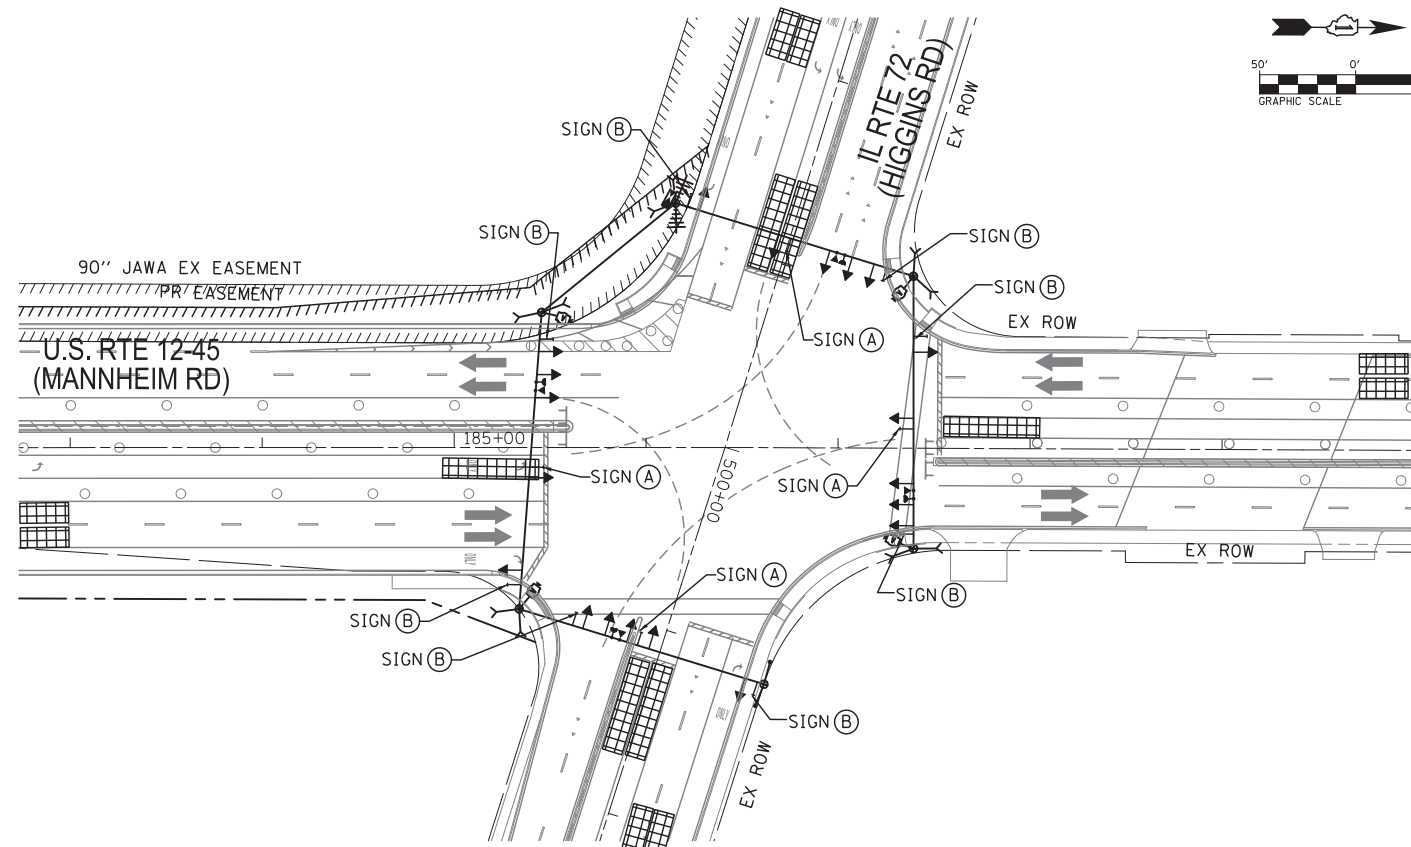 50' 0'
GRAPHIC SCALE
IL RTE 72
(HIGGINS RD)
EX ROW
SIGN B
SIGN B
SIGN B
SIGN B
90" JAWA EX EASEMENT
PR EASEMENT
EX ROW
SIGN A
U.S. RTE 12-45
(MANNHEIM RD)
185+00
SIGN A
SIGN A
500+00
EX ROW
SIGN A
SIGN B
SIGN B
SIGN B
ONLY
SIGN B
EX ROW